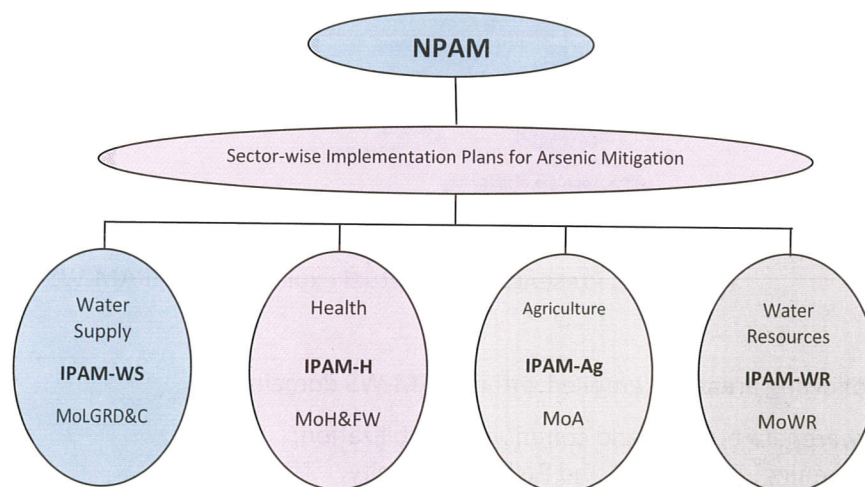 NPAM
Sector-wise Implementation Plans for Arsenic Mitigation
Water
Supply
IPAM-WS
MoLGRD&C
Health
IPAM-H
MoH&FW
Agriculture
IPAM-Ag
MoA
Water
Resources
IPAM-WR
MoWR